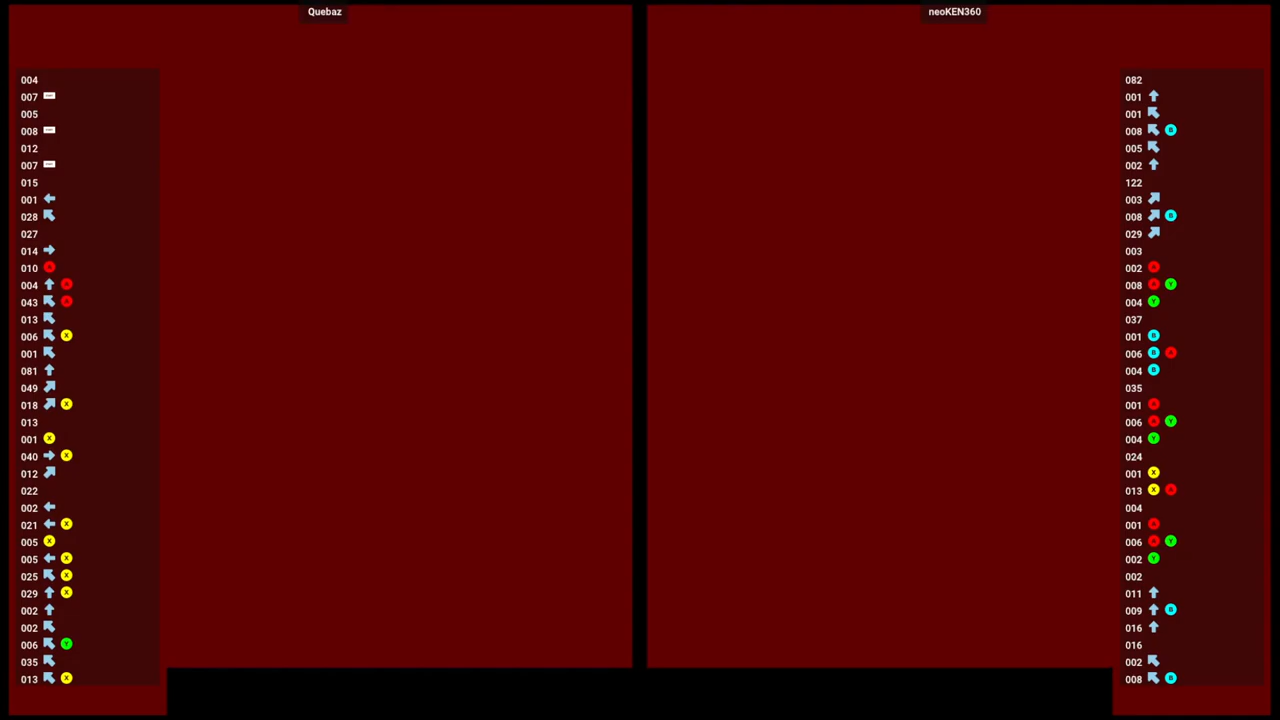 Quebaz
neoKEN360
004
007
005
008
012
007
015
001
028
027
014
010 A
004 A
043 A
013
006 X
001
081
049
018 X
013
001 X
040 X
012
022
002
021 X
005 X
005 X
025 X
029 X
002
002
006 Y
035
013 X
082
001
001
008 B
005
002
122
003
008 B
029
003
002 A
008 A Y
004 Y
037
001 B
006 B A
004 B
035
001 A
006 A Y
004 Y
024
001 X
013 X A
004
001 A
006 A Y
002 Y
002
011
009 B
016
016
002
008 B